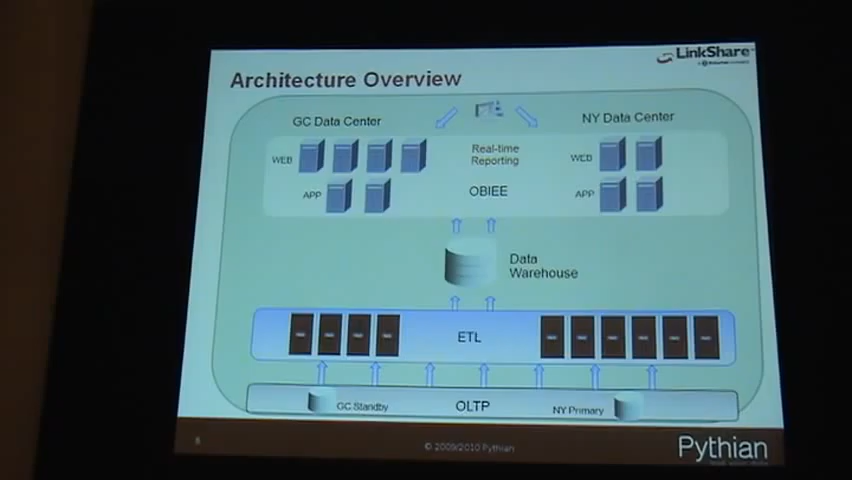 LinkShare
Architecture Overview
GC Data Center
NY Data Center
WEB
Real-time
Reporting
WEB
APP
OBIEE
APP
Data
Warehouse
ETL
GC Standby
OLTP
NY Primary
© 2009/2010 Pythian
Pythian